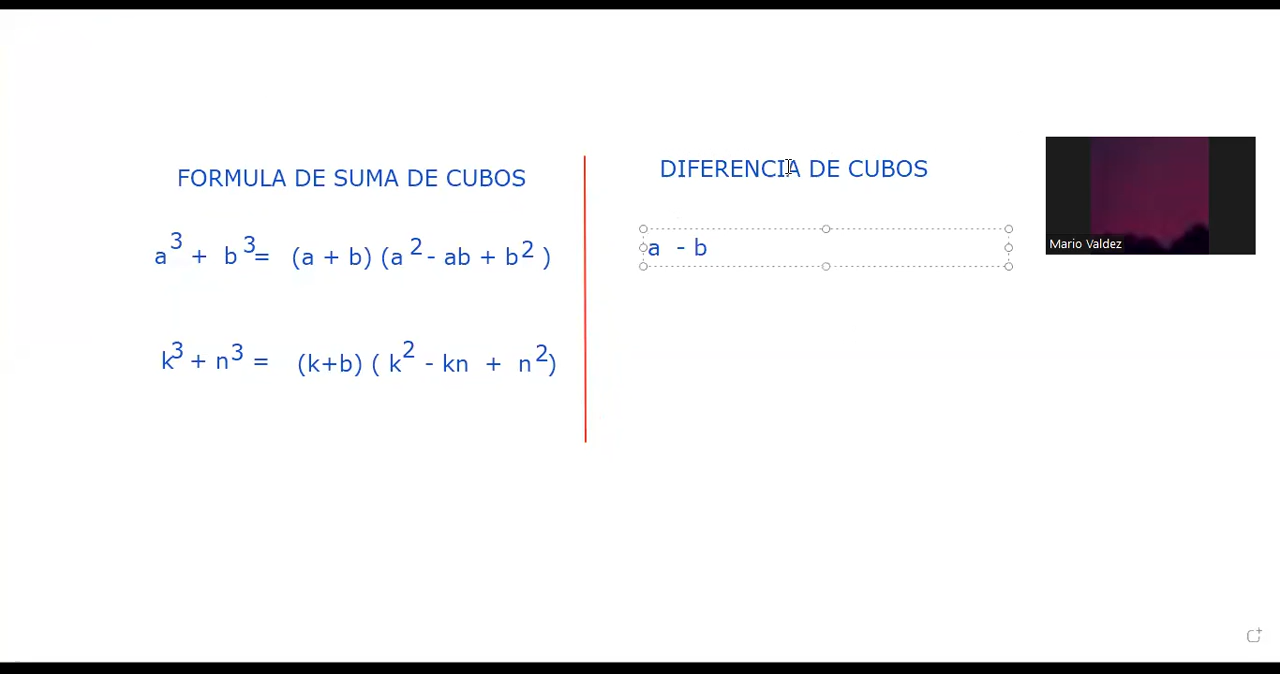 FORMULA DE SUMA DE CUBOS
a³ + b³ = (a + b) (a² - ab + b² )
k³ + n³ = (k+b) ( k² - kn + n²)
DIFERENCIA DE CUBOS
a - b
Mario Valdez